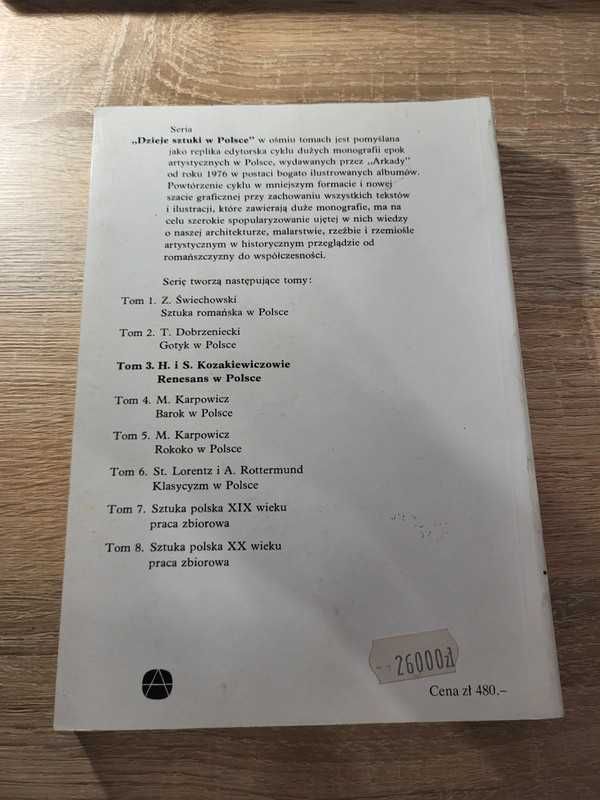 Seria
„Dzieje sztuki w Polsce" w ośmiu tomach jest pomyślana
jako replika edytorska cyklu dużych monografii epok
artystycznych w Polsce, wydawanych przez „Arkady"
od roku 1976 w postaci bogato ilustrowanych albumów.
Powtórzenie cyklu w mniejszym formacie i nowej
szacie graficznej przy zachowaniu wszystkich tekstów
i ilustracji, które zawierają duże monografie, ma na
celu szerokie spopularyzowanie ujętej w nich wiedzy
o naszej architekturze, malarstwie, rzeźbie i rzemiośle
artystycznym w historycznym przeglądzie od
romańszczyzny do współczesności.
Serię tworzą następujące tomy:
Tom 1. Z. Świechowski
Sztuka romańska w Polsce
Tom 2. T. Dobrzeniecki
Gotyk w Polsce
Tom 3. H. i S. Kozakiewiczowie
Renesans w Polsce
Tom 4. M. Karpowicz
Barok w Polsce
Tom 5. M. Karpowicz
Rokoko w Polsce
Tom 6. St. Lorentz i A. Rottermund
Klasycyzm w Polsce
Tom 7. Sztuka polska XIX wieku
praca zbiorowa
Tom 8. Sztuka polska XX wieku
praca zbiorowa
26000zł
Cena zł 480.–